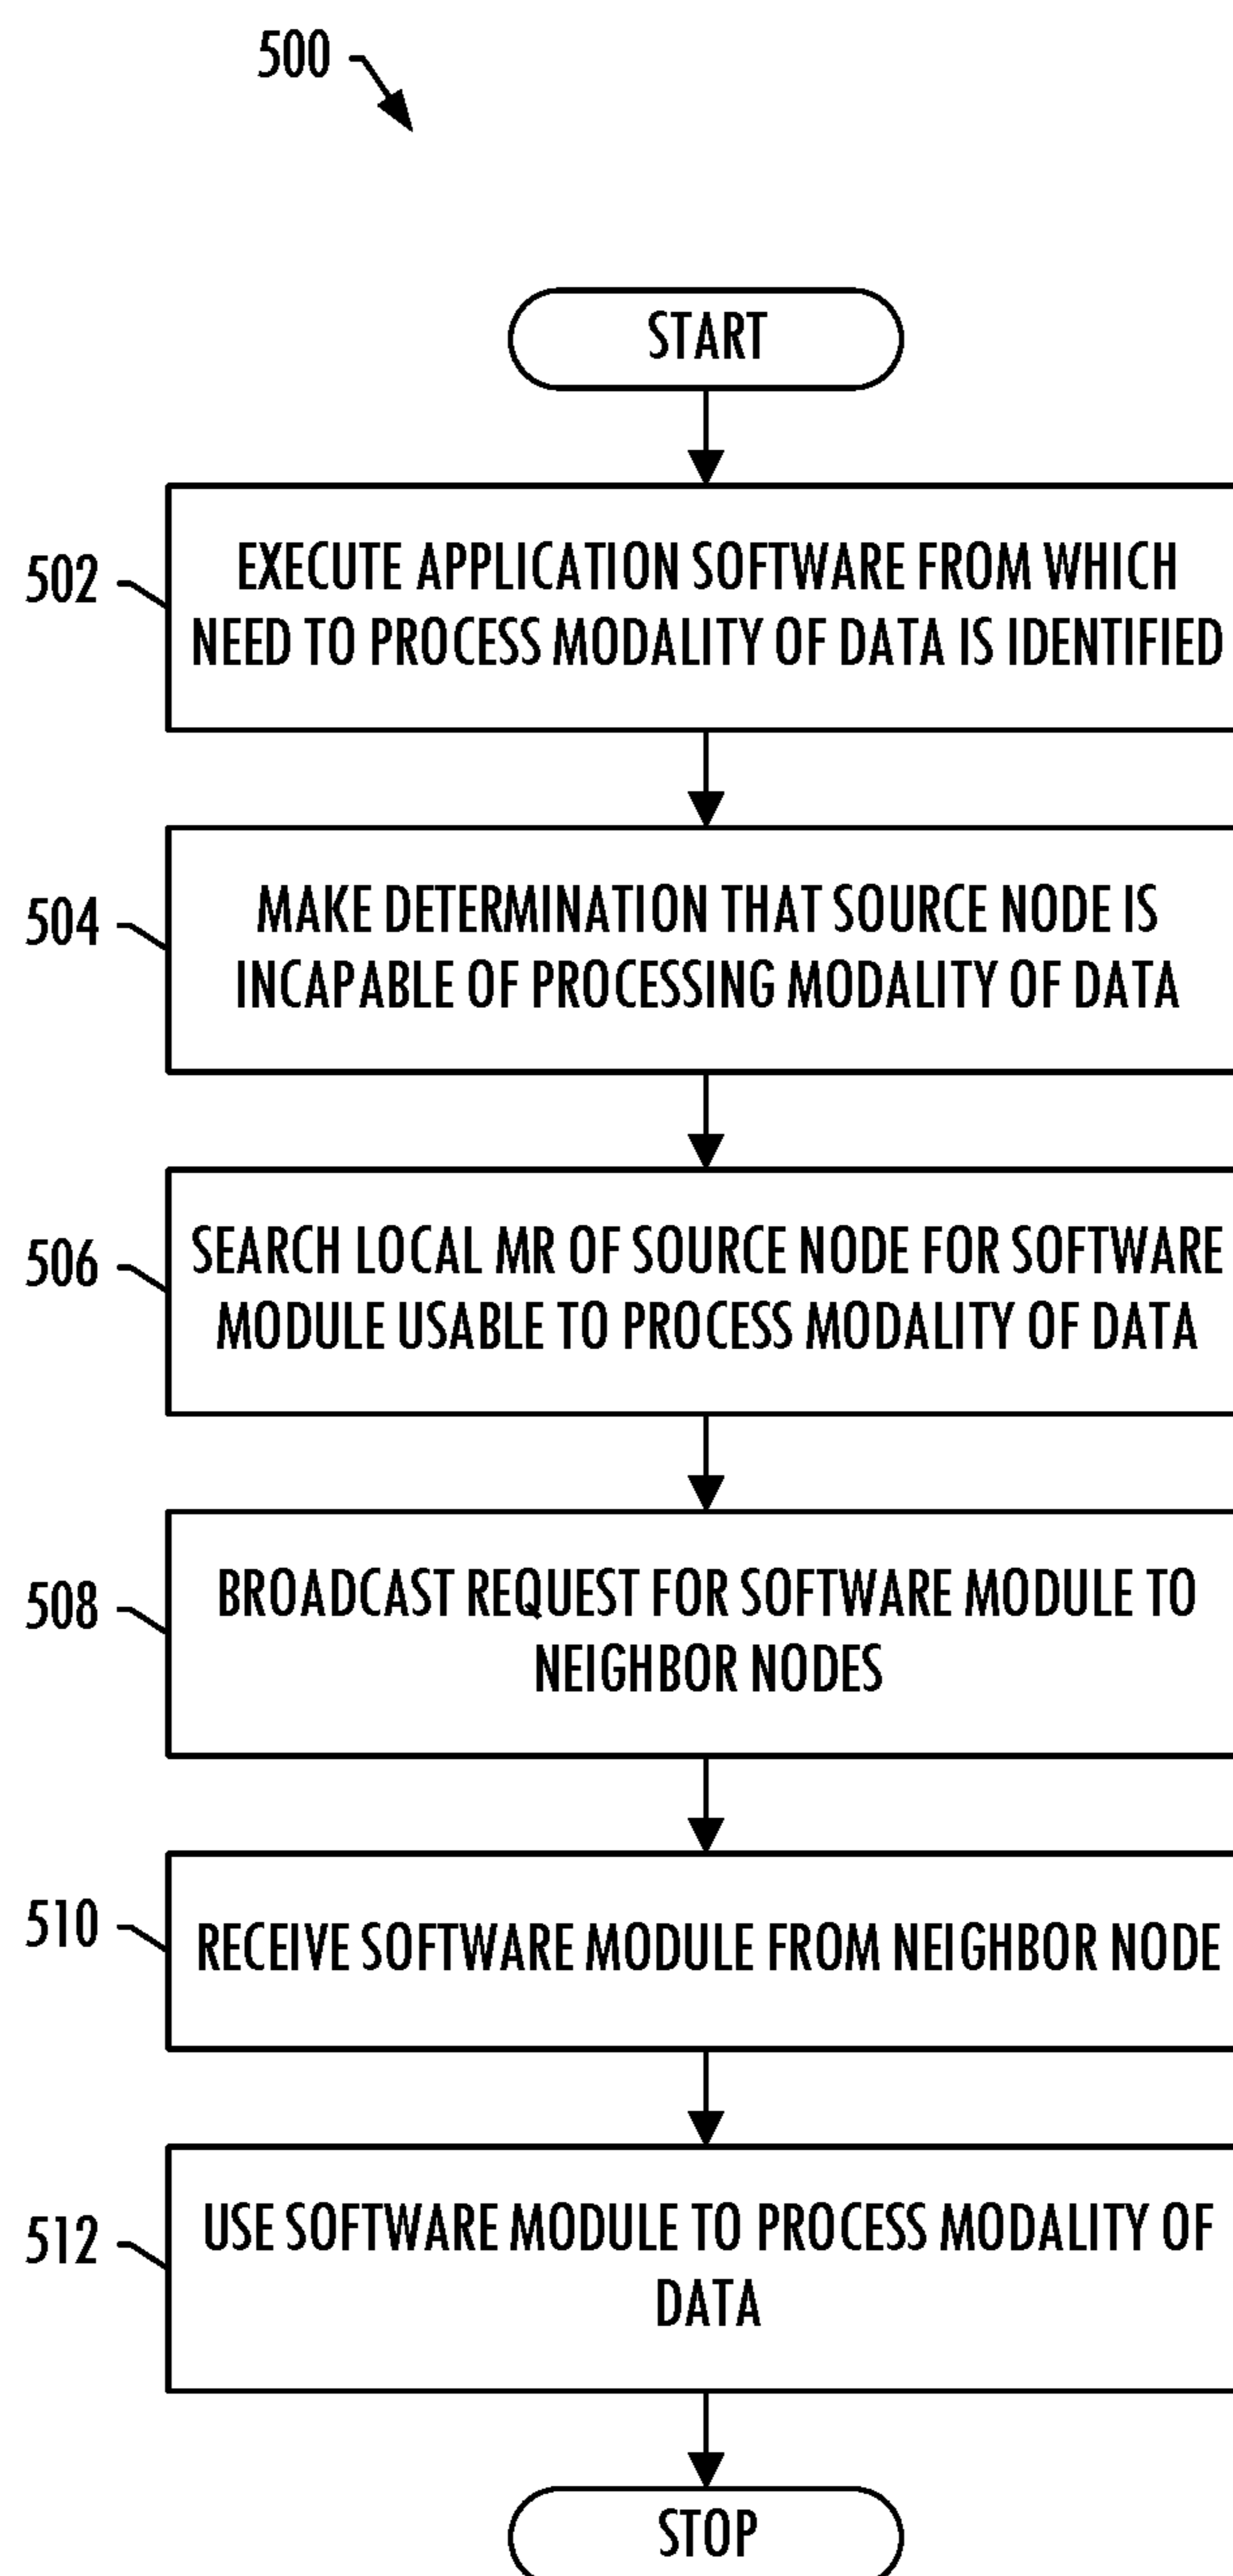 500
START
502
EXECUTE APPLICATION SOFTWARE FROM WHICH
NEED TO PROCESS MODALITY OF DATA IS IDENTIFIED
504
MAKE DETERMINATION THAT SOURCE NODE IS
INCAPABLE OF PROCESSING MODALITY OF DATA
506
SEARCH LOCAL MR OF SOURCE NODE FOR SOFTWARE
MODULE USABLE TO PROCESS MODALITY OF DATA
508
BROADCAST REQUEST FOR SOFTWARE MODULE TO
NEIGHBOR NODES
510
RECEIVE SOFTWARE MODULE FROM NEIGHBOR NODE
512
USE SOFTWARE MODULE TO PROCESS MODALITY OF
DATA
STOP